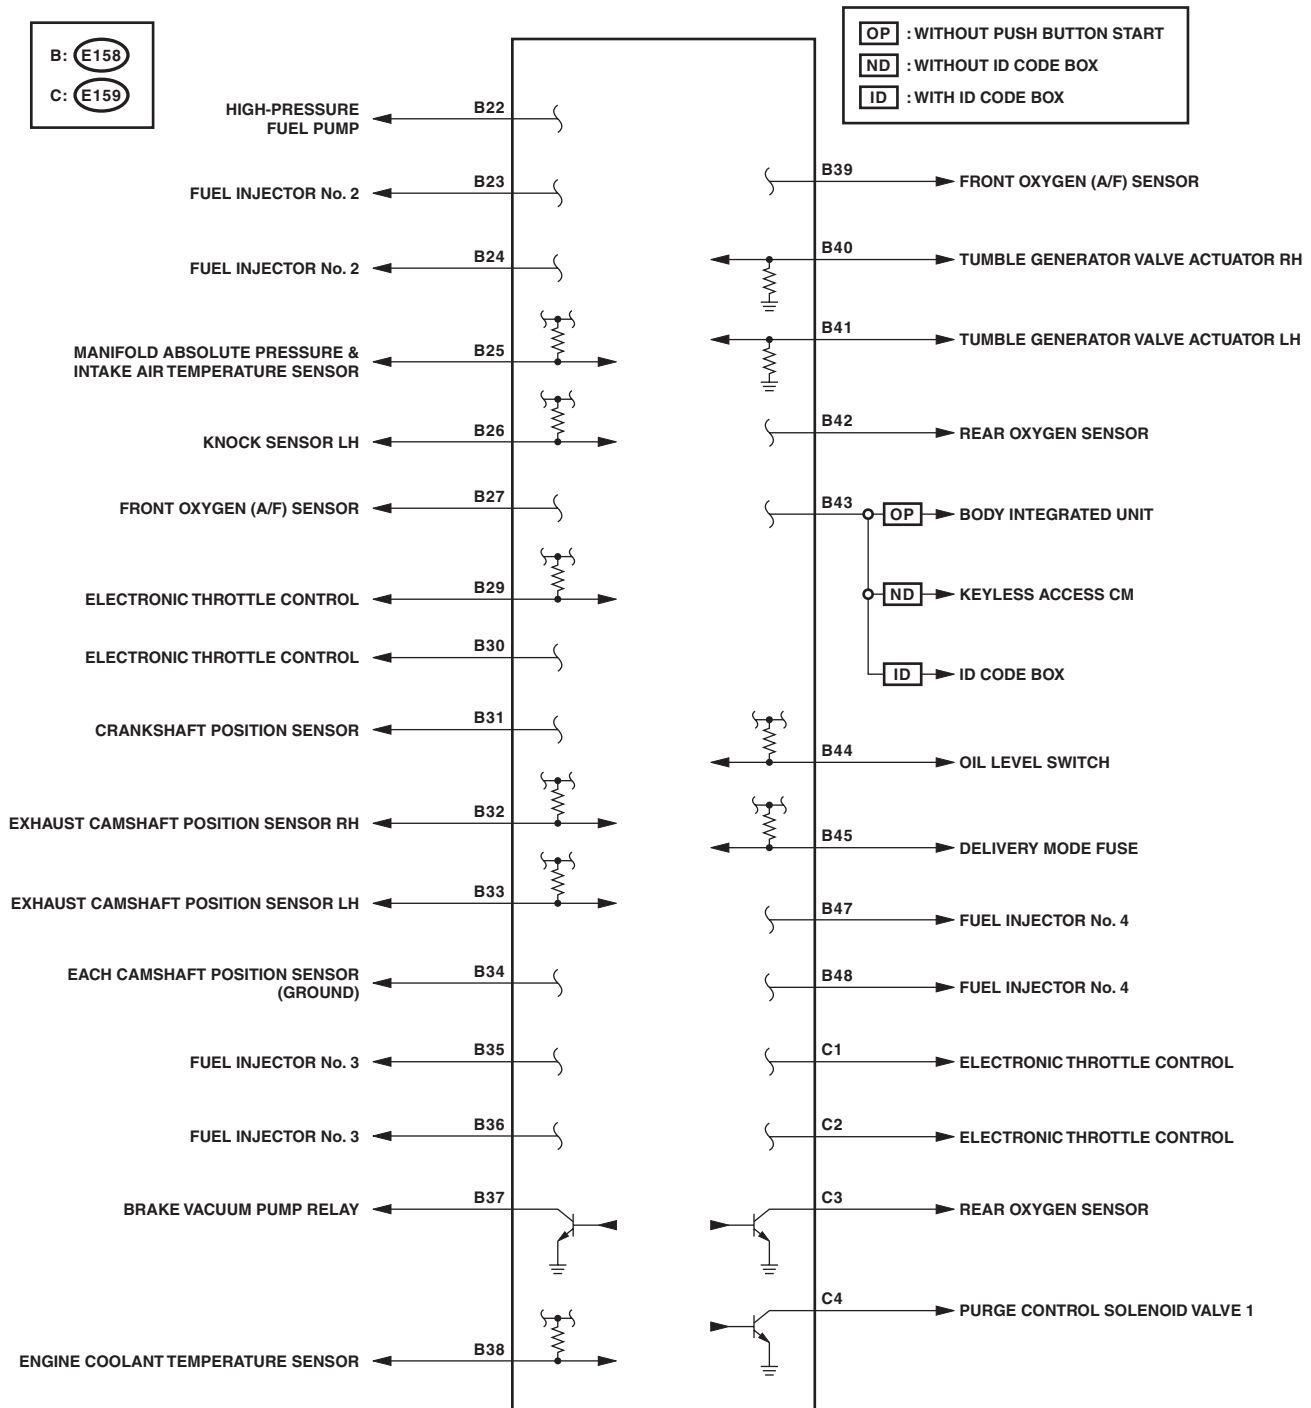 B: E158
C: E159
OP : WITHOUT PUSH BUTTON START
ND : WITHOUT ID CODE BOX
ID : WITH ID CODE BOX
B22
HIGH-PRESSURE
FUEL PUMP
B23
FUEL INJECTOR No. 2
B24
FUEL INJECTOR No. 2
B25
MANIFOLD ABSOLUTE PRESSURE &
INTAKE AIR TEMPERATURE SENSOR
B26
KNOCK SENSOR LH
B27
FRONT OXYGEN (A/F) SENSOR
B29
ELECTRONIC THROTTLE CONTROL
B30
ELECTRONIC THROTTLE CONTROL
B31
CRANKSHAFT POSITION SENSOR
B32
EXHAUST CAMSHAFT POSITION SENSOR RH
B33
EXHAUST CAMSHAFT POSITION SENSOR LH
B34
EACH CAMSHAFT POSITION SENSOR
(GROUND)
B35
FUEL INJECTOR No. 3
B36
FUEL INJECTOR No. 3
B37
BRAKE VACUUM PUMP RELAY
B38
ENGINE COOLANT TEMPERATURE SENSOR
B39
FRONT OXYGEN (A/F) SENSOR
B40
TUMBLE GENERATOR VALVE ACTUATOR RH
B41
TUMBLE GENERATOR VALVE ACTUATOR LH
B42
REAR OXYGEN SENSOR
B43
OP BODY INTEGRATED UNIT
ND KEYLESS ACCESS CM
ID ID CODE BOX
B44
OIL LEVEL SWITCH
B45
DELIVERY MODE FUSE
B47
FUEL INJECTOR No. 4
B48
FUEL INJECTOR No. 4
C1
ELECTRONIC THROTTLE CONTROL
C2
ELECTRONIC THROTTLE CONTROL
C3
REAR OXYGEN SENSOR
C4
PURGE CONTROL SOLENOID VALVE 1